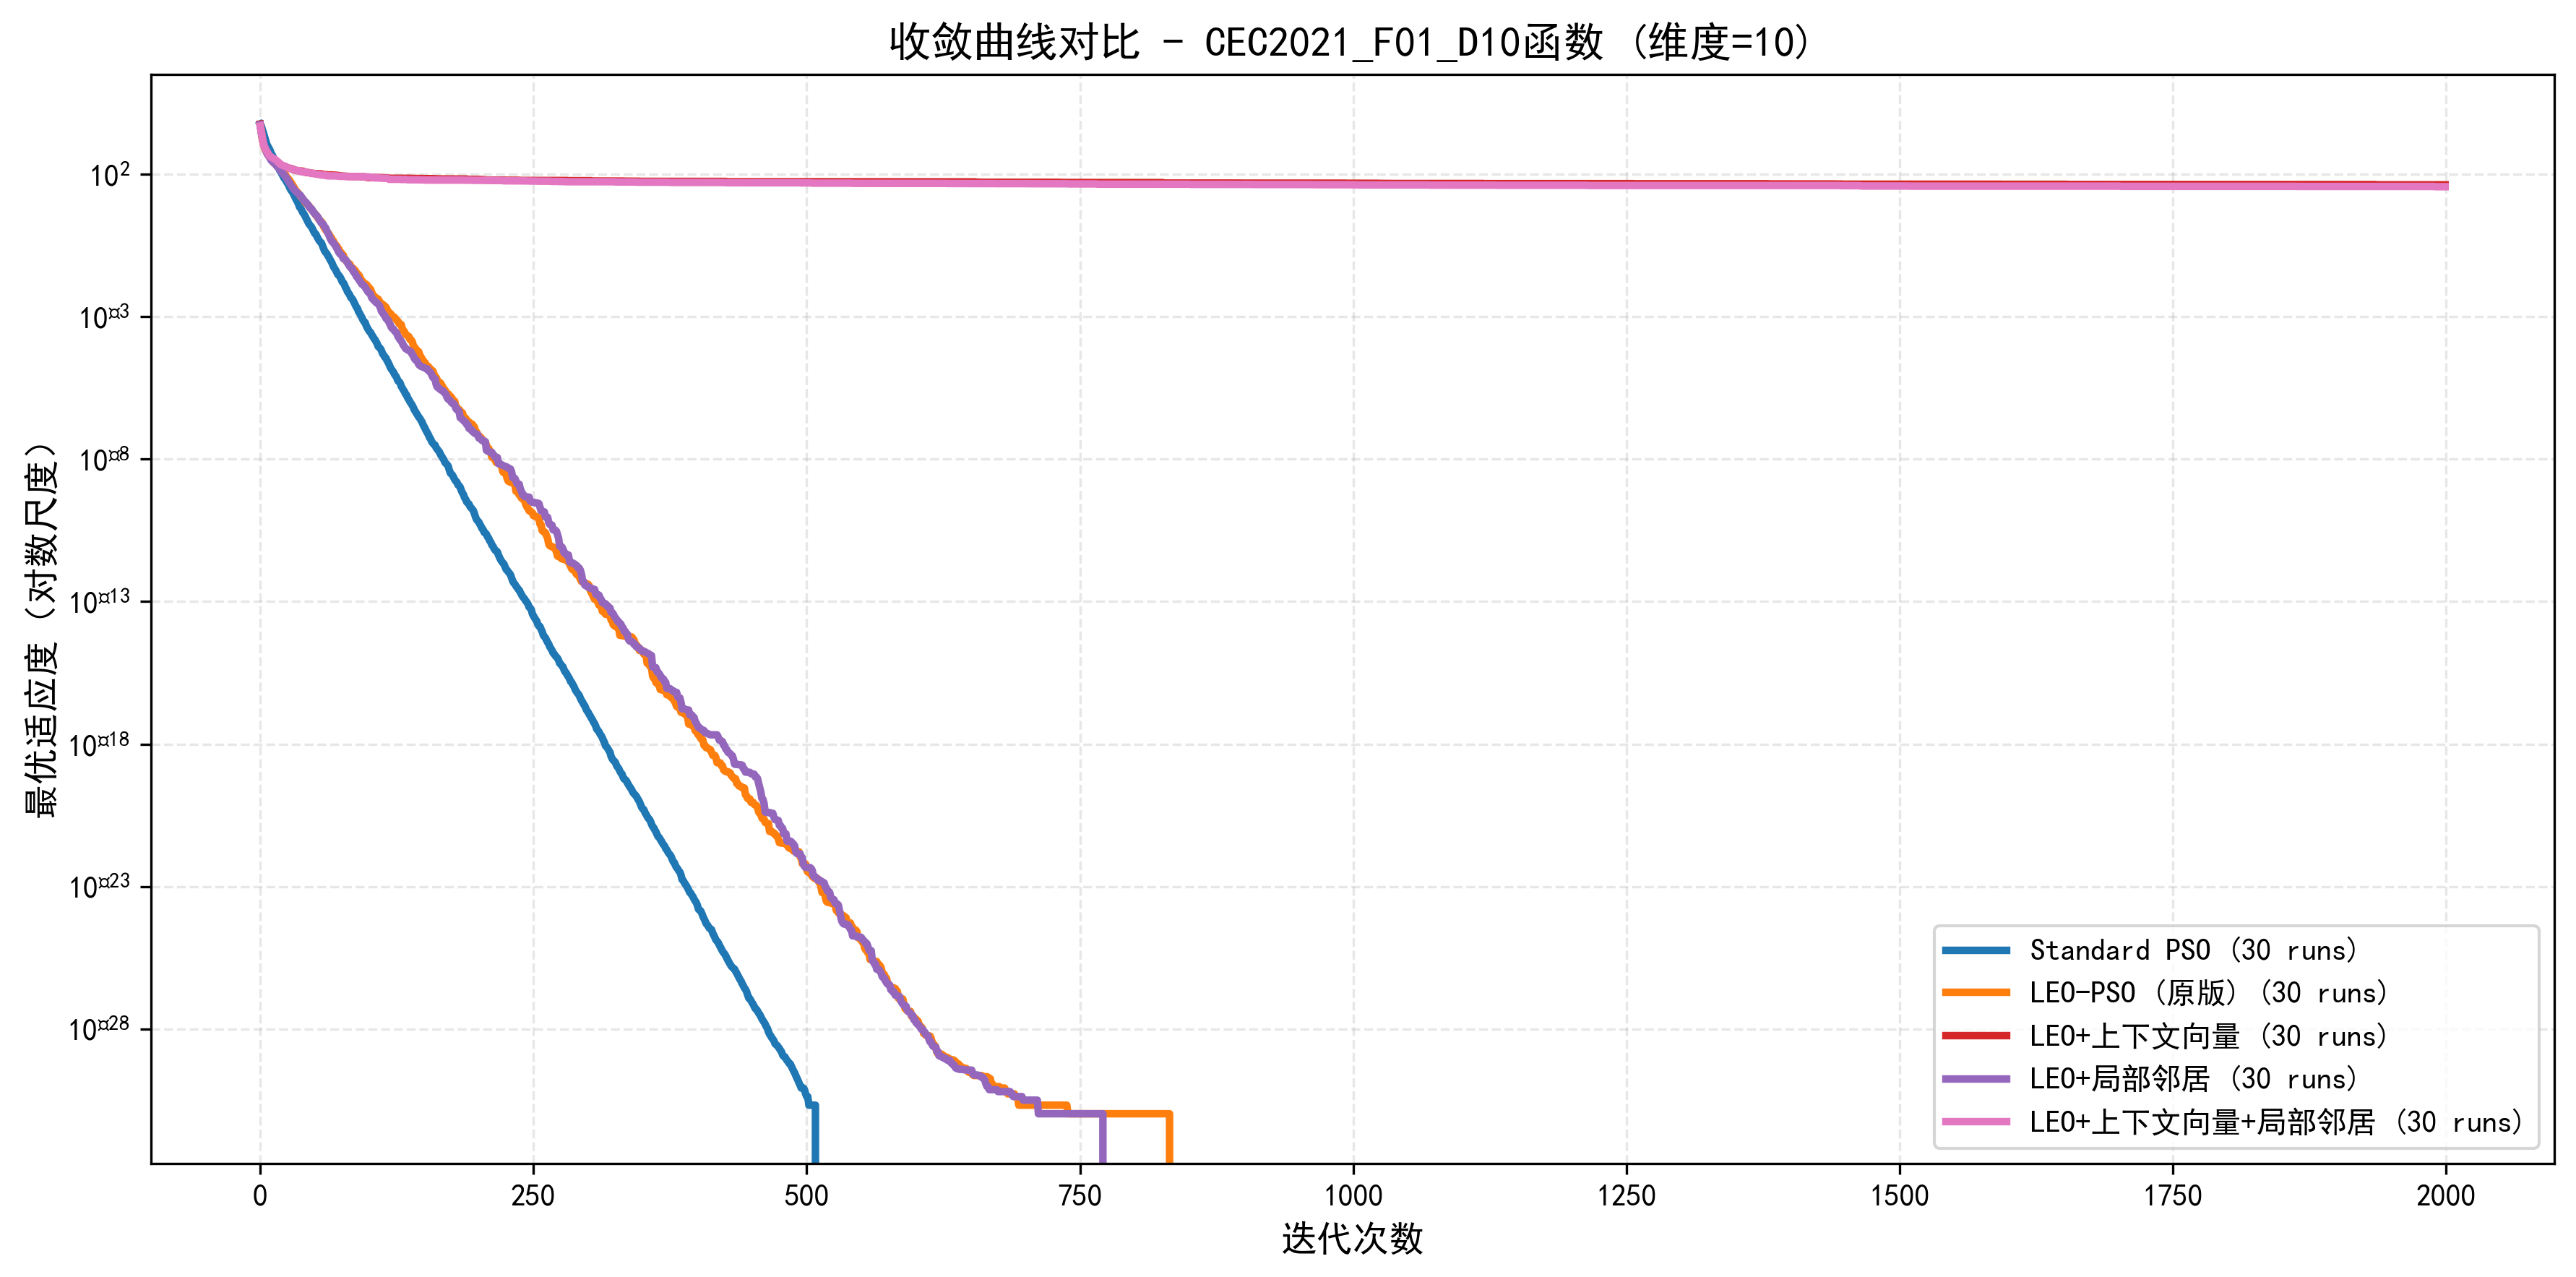 收敛曲线对比 - CEC2021_F01_D10函数 (维度=10)
最优适应度 (对数尺度)
10²
10¤3
10¤8
10¤13
10¤18
10¤23
10¤28
0 250 500 750 1000 1250 1500 1750 2000
迭代次数
Standard PSO (30 runs)
LEO-PSO (原版) (30 runs)
LEO+上下文向量 (30 runs)
LEO+局部邻居 (30 runs)
LEO+上下文向量+局部邻居 (30 runs)